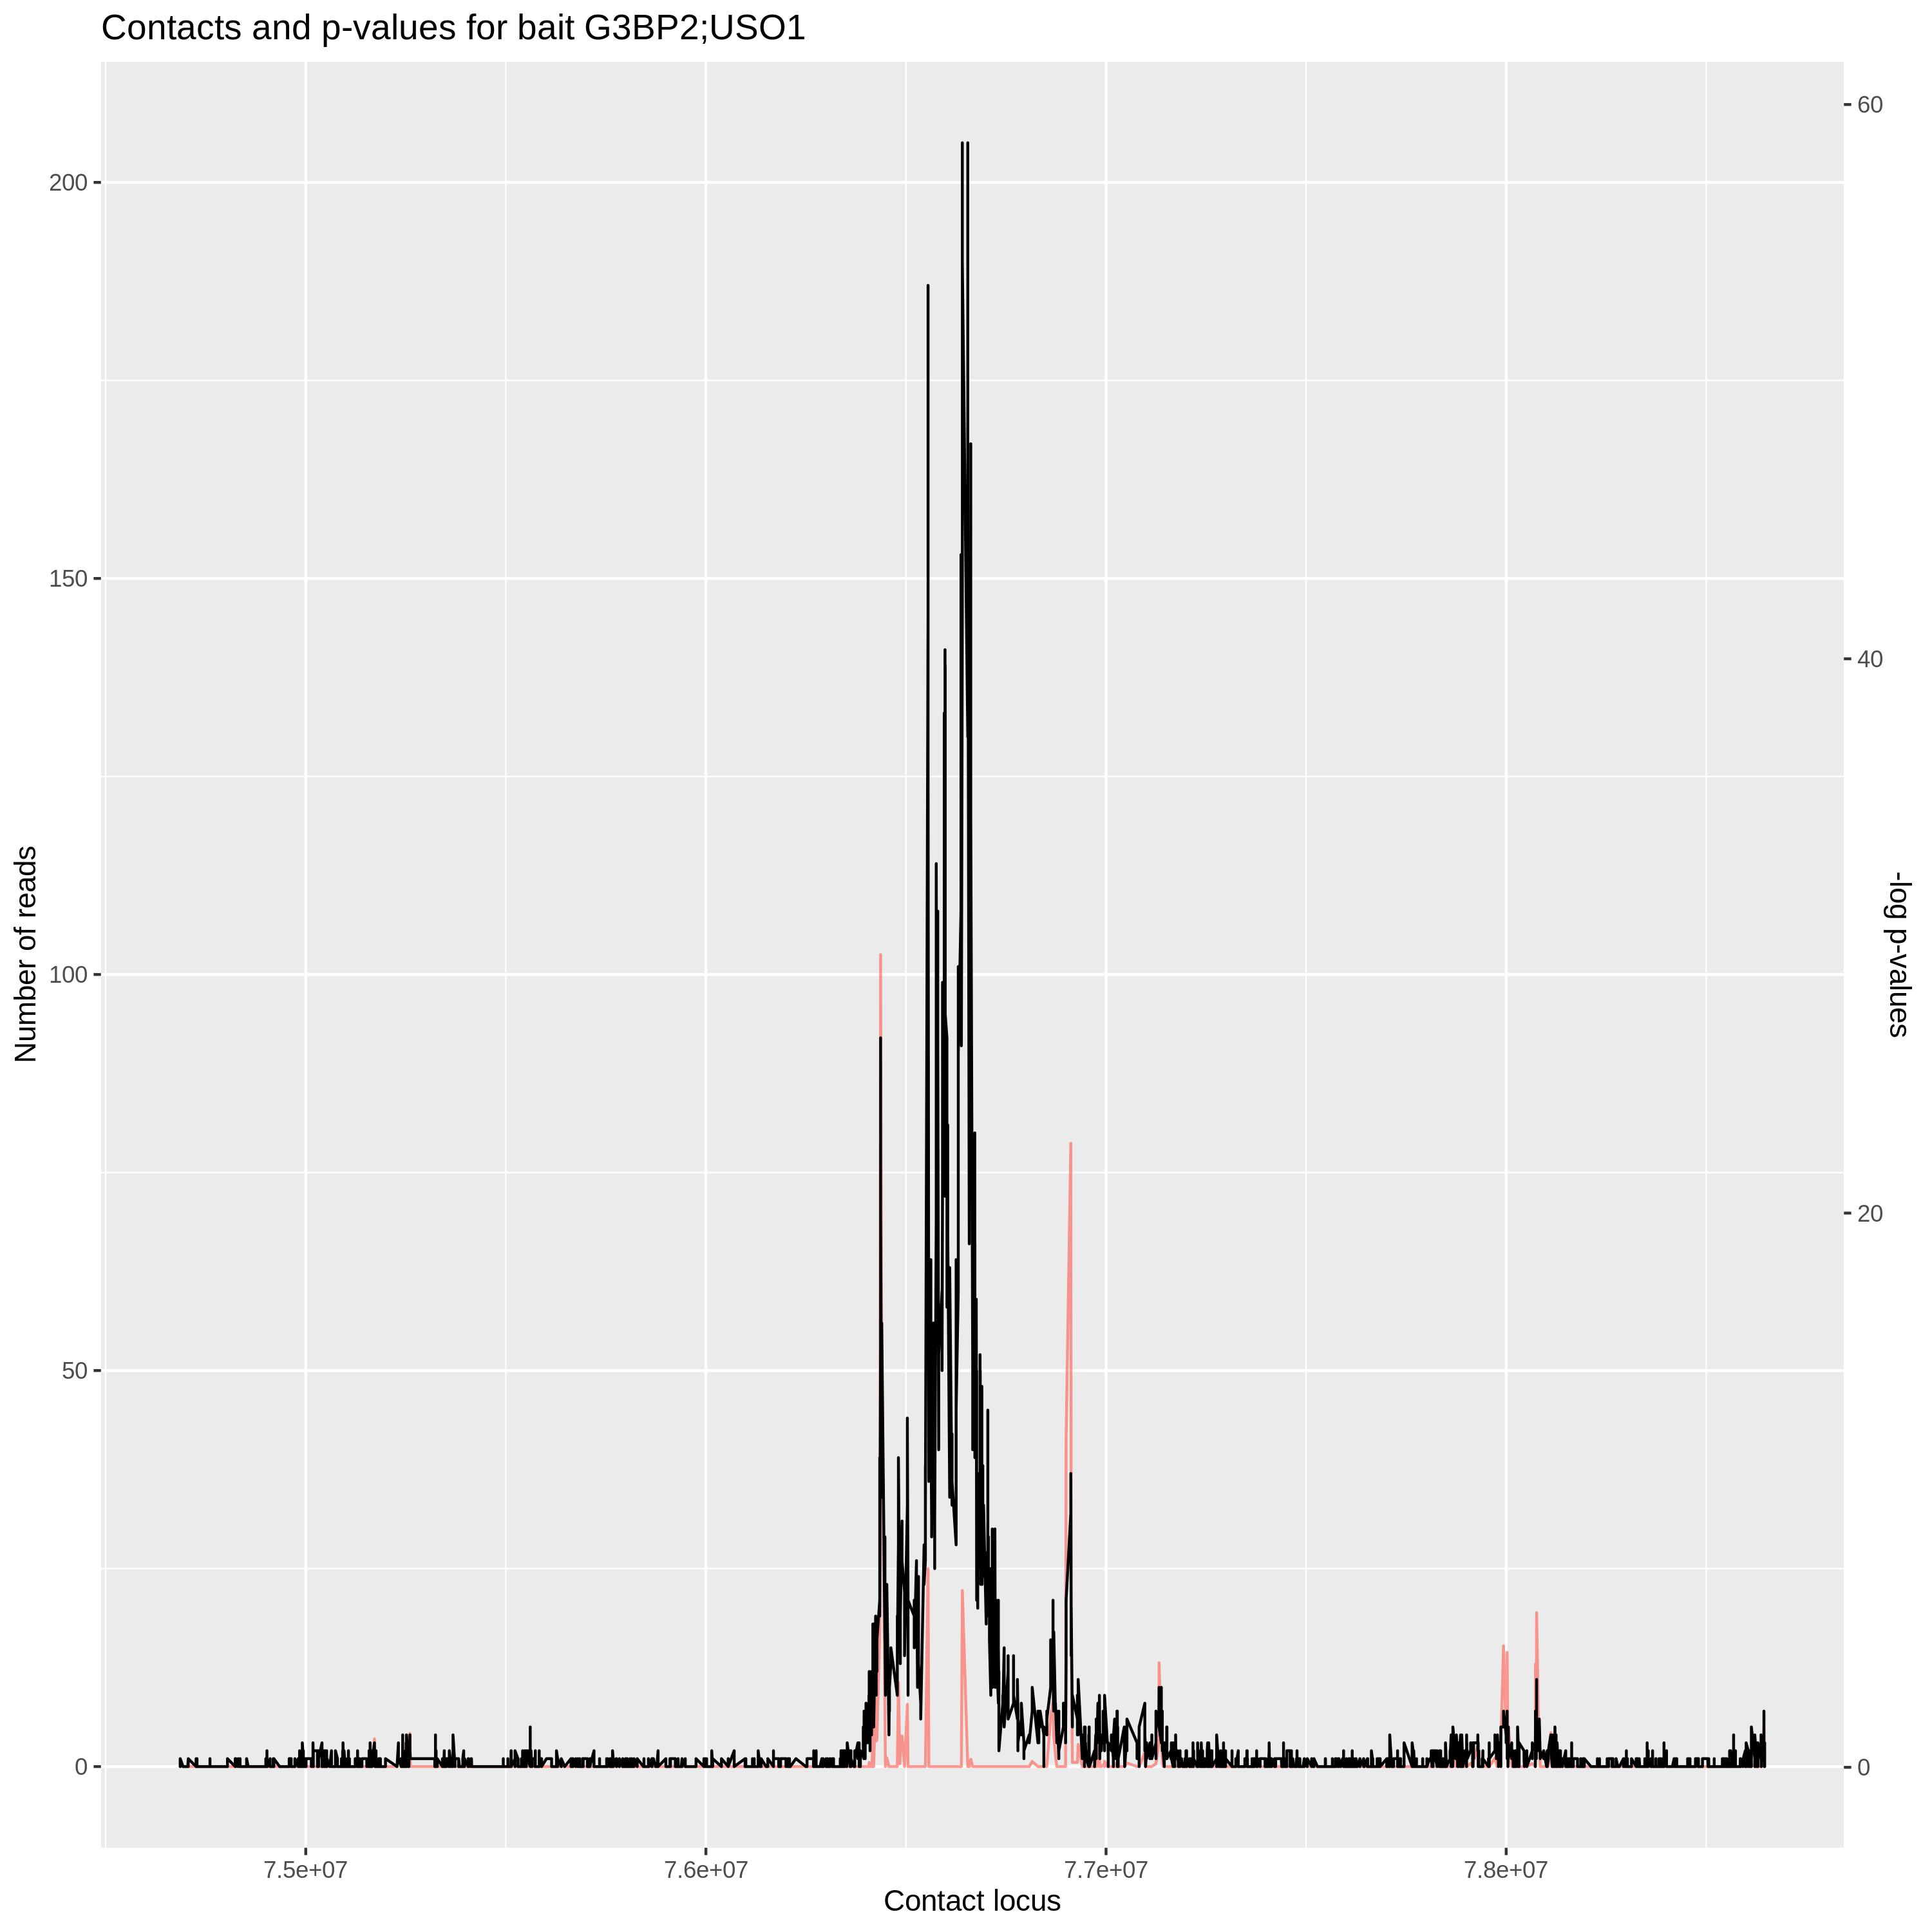 Contacts and p-values for bait G3BP2;USO1
60
200
150
40
Number of reads
-log p-values
100
20
50
0
0
7.5e+07
7.6e+07
7.7e+07
7.8e+07
Contact locus